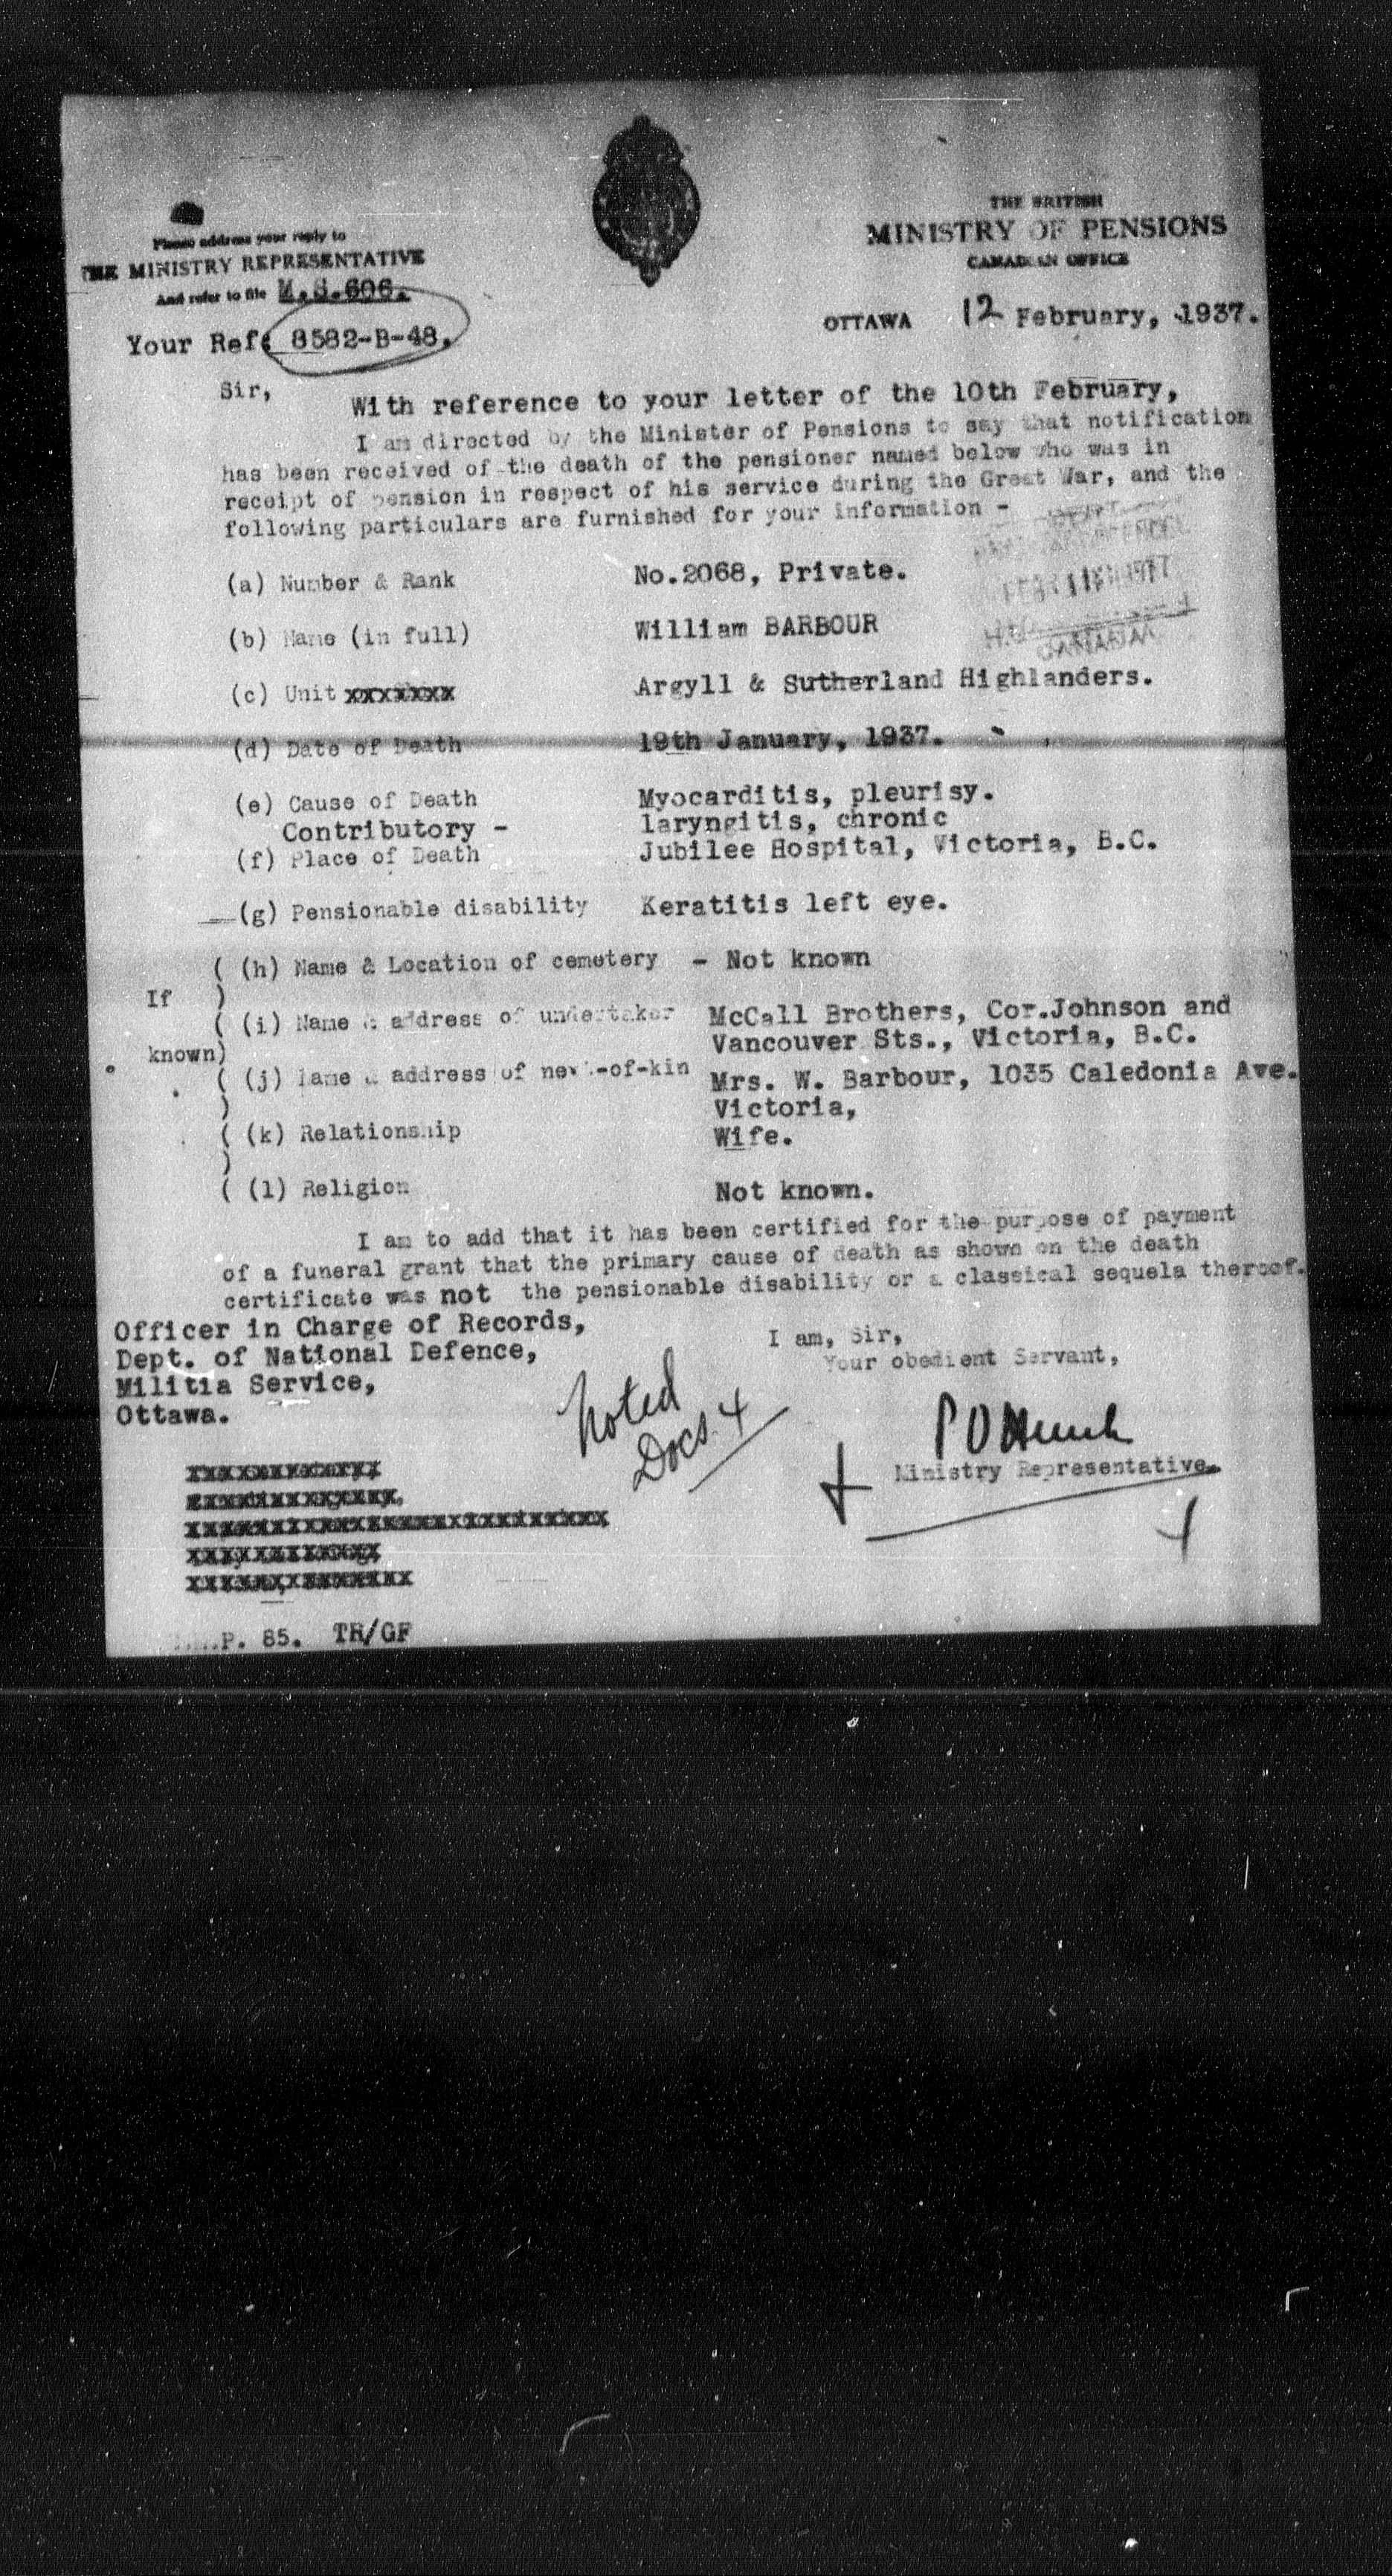 Please address your reply to
THE MINISTRY REPRESENTATIVE
And refer to file M.S.606.
Your Ref: 8582-B-48.
THE BRITISH
MINISTRY OF PENSIONS
CANADIAN OFFICE
OTTAWA 12 February, 1937.
Sir,
With reference to your letter of the 10th February,
I am directed by the Minister of Pensions to say that notification
has been received of the death of the pensioner named below who was in
receipt of pension in respect of his service during the Great War, and the
following particulars are furnished for your information -
(a) Number & Rank No.2068, Private.
(b) Name (in full) William BARBOUR
(c) Unit xxxxxxx Argyll & Sutherland Highlanders.
(d) Date of Death 19th January, 1937.
(e) Cause of Death Myocarditis, pleurisy.
Contributory - laryngitis, chronic
(f) Place of Death Jubilee Hospital, Victoria, B.C.
(g) Pensionable disability Keratitis left eye.
( (h) Name & Location of cemetery - Not known
If )
( (i) Name & address of undertaker McCall Brothers, Cor.Johnson and
Vancouver Sts., Victoria, B.C.
known)
( (j) Name & address of next-of-kin Mrs. W. Barbour, 1035 Caledonia Ave.
) Victoria,
( (k) Relationship Wife.
)
( (l) Religion Not known.
I am to add that it has been certified for the purpose of payment
of a funeral grant that the primary cause of death as shown on the death
certificate was not the pensionable disability or a classical sequela thereof.
Officer in Charge of Records,
Dept. of National Defence,
Militia Service,
Ottawa.
I am, Sir,
Your obedient Servant,
Noted
Docs 4
Ministry Representative.
P. 85. TR/GF